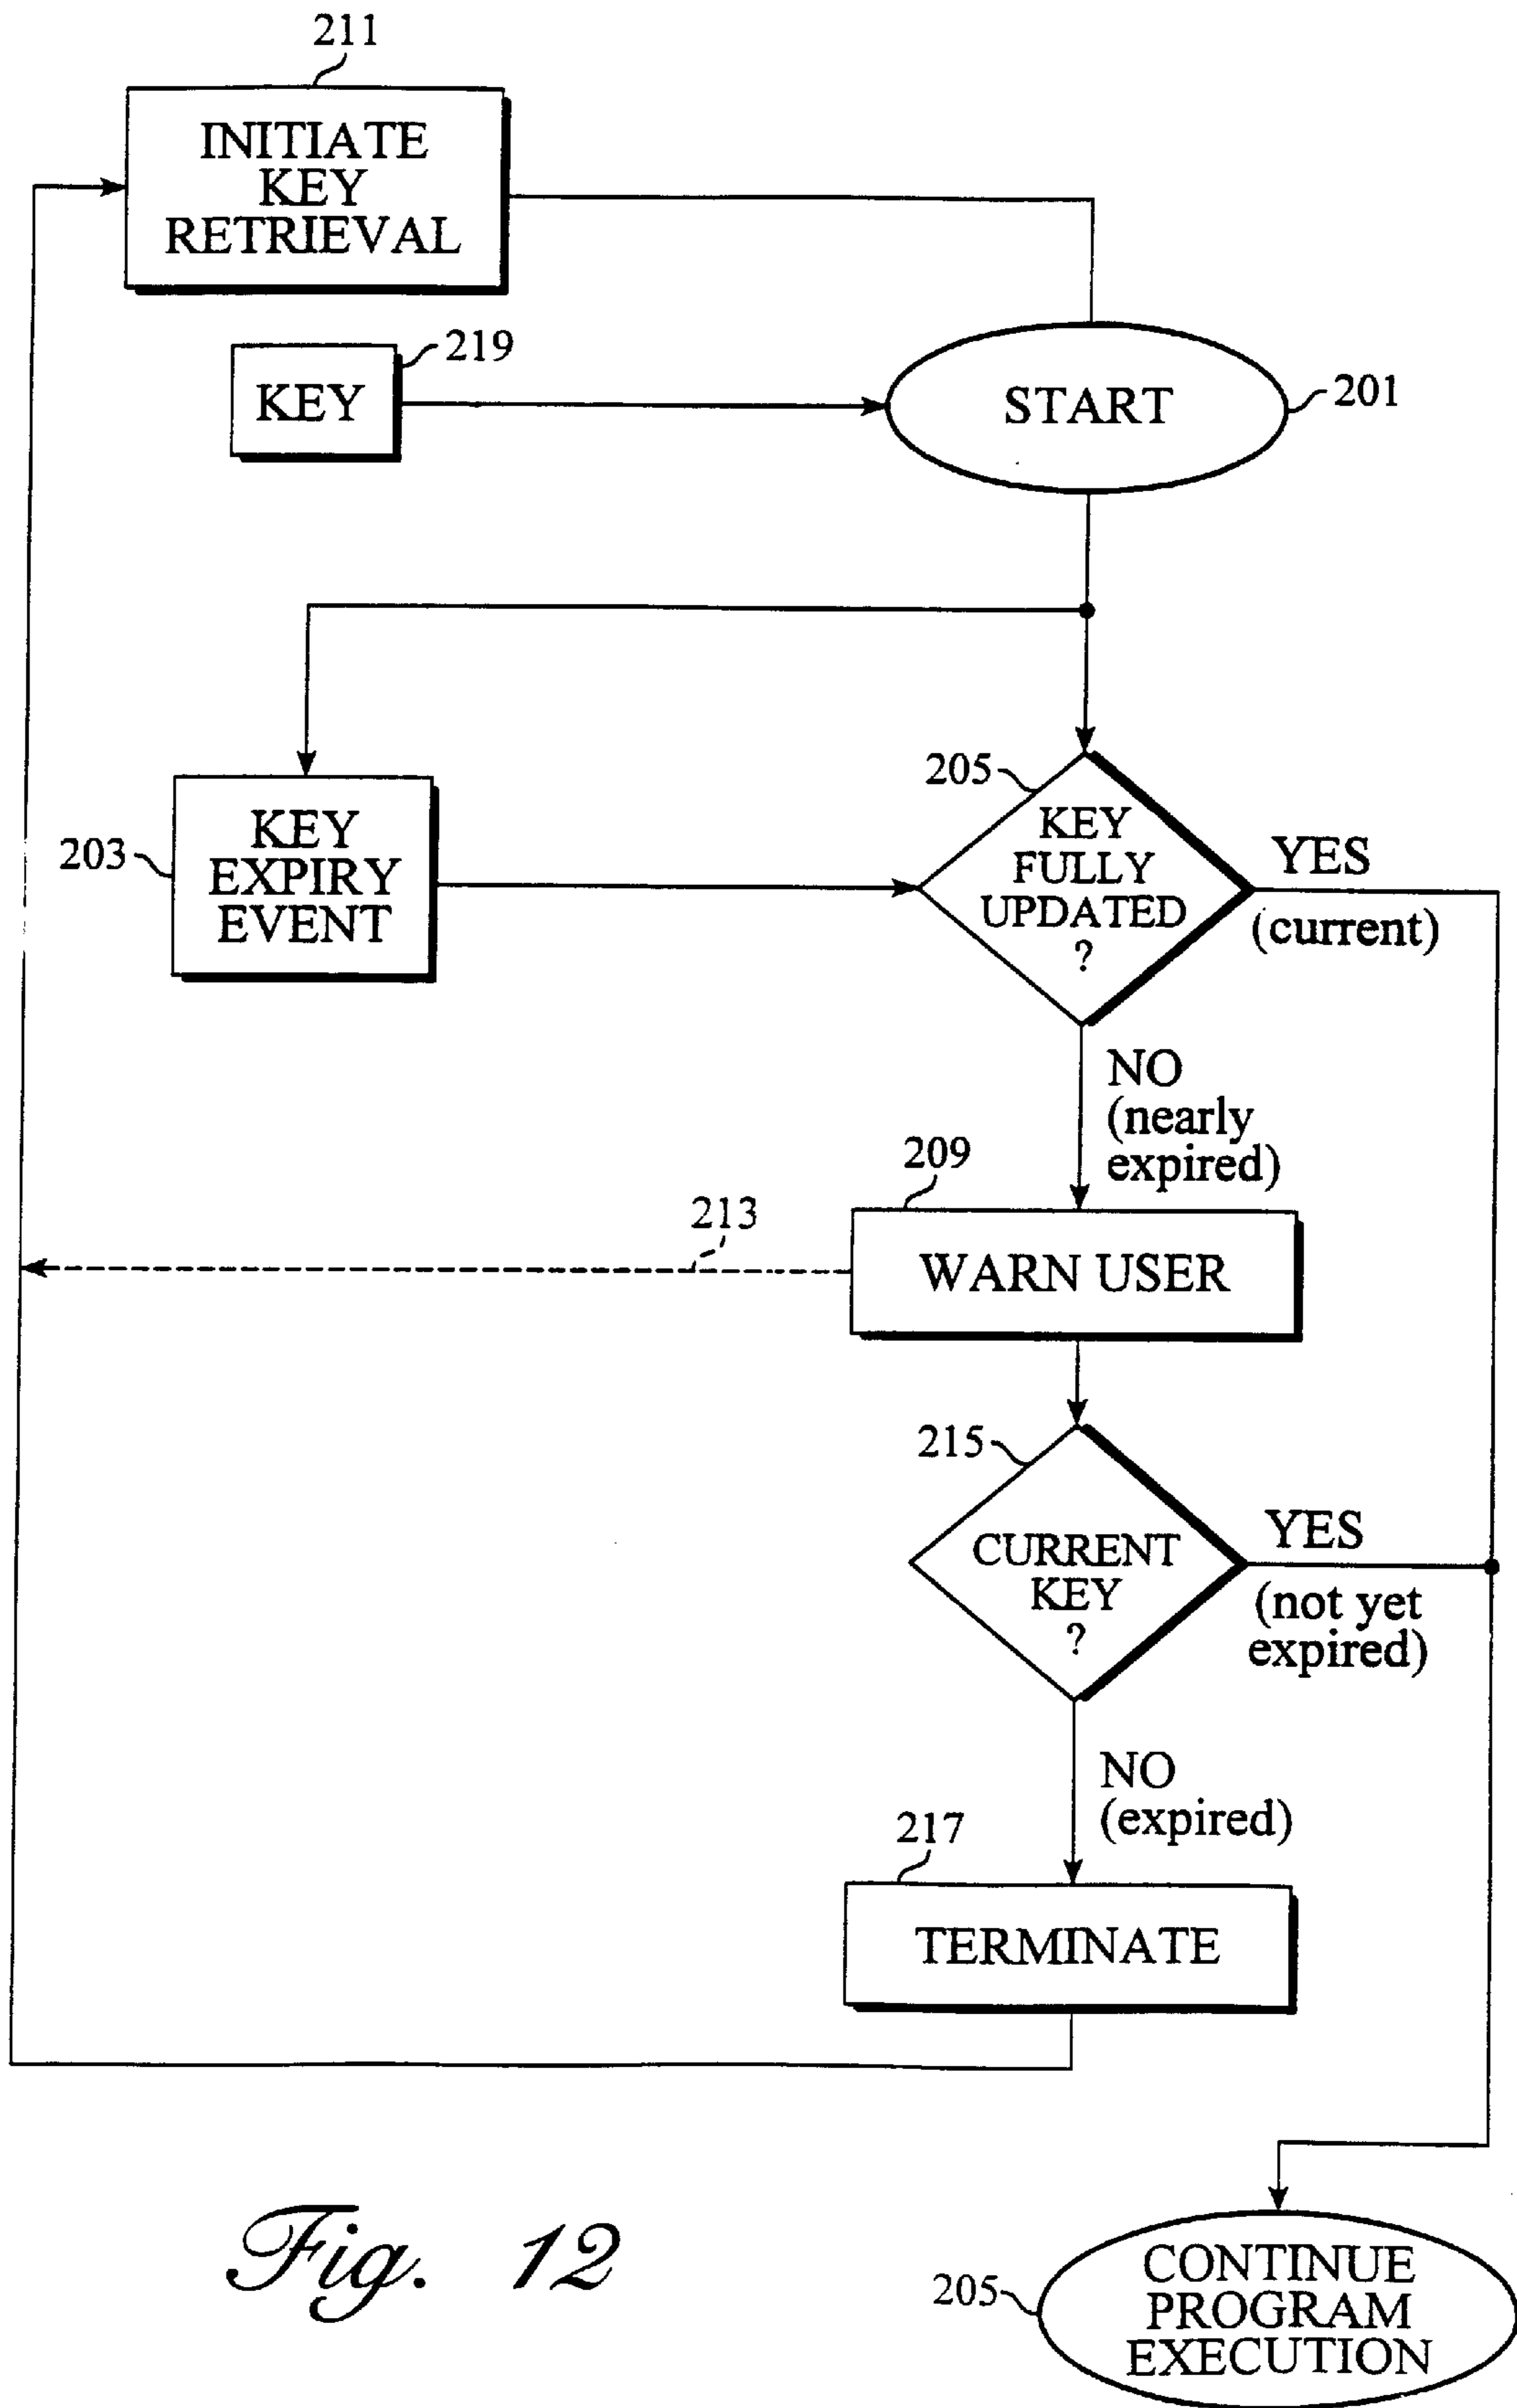 211
INITIATE
KEY
RETRIEVAL
219
KEY
START
201
205
KEY
FULLY
UPDATED
?
YES
(current)
203
KEY
EXPIRY
EVENT
NO
(nearly
expired)
209
213
WARN USER
215
CURRENT
KEY
?
YES
(not yet
expired)
NO
(expired)
217
TERMINATE
Fig. 12
205
CONTINUE
PROGRAM
EXECUTION